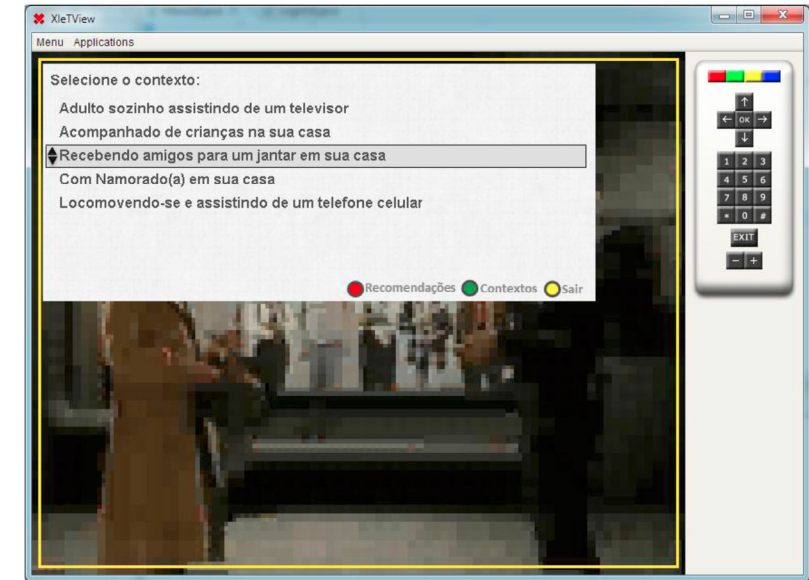 XleTView
Menu Applications
Selecione o contexto:
Adulto sozinho assistindo de um televisor
Acompanhado de crianças na sua casa
Recebendo amigos para um jantar em sua casa
Com Namorado(a) em sua casa
Locomovendo-se e assistindo de um telefone celular
Recomendações Contextos Sair
OK
1 2 3
4 5 6
7 8 9
* 0 #
EXIT
- +